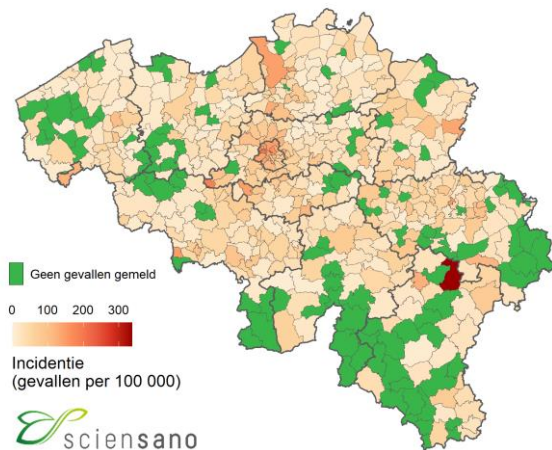 Geen gevallen gemeld
0 100 200 300
Incidentie
(gevallen per 100 000)
sciensano